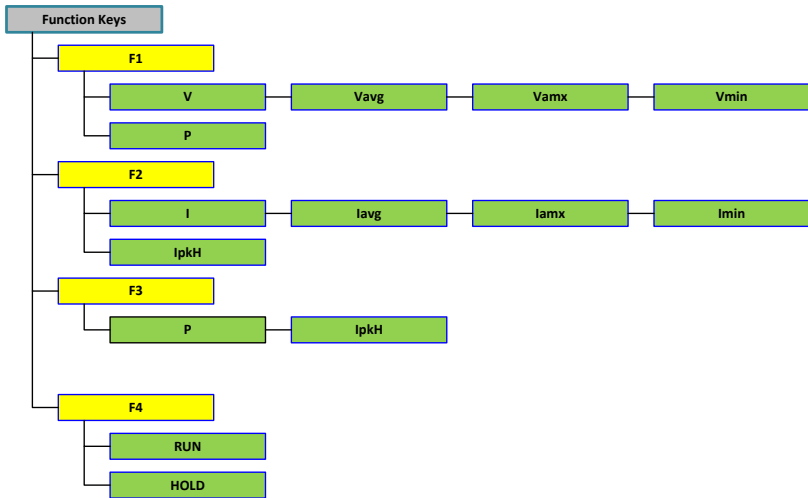 Function Keys
F1
V Vavg Vamx Vmin
P
F2
I Iavg Iamx Imin
IpkH
F3
P IpkH
F4
RUN
HOLD